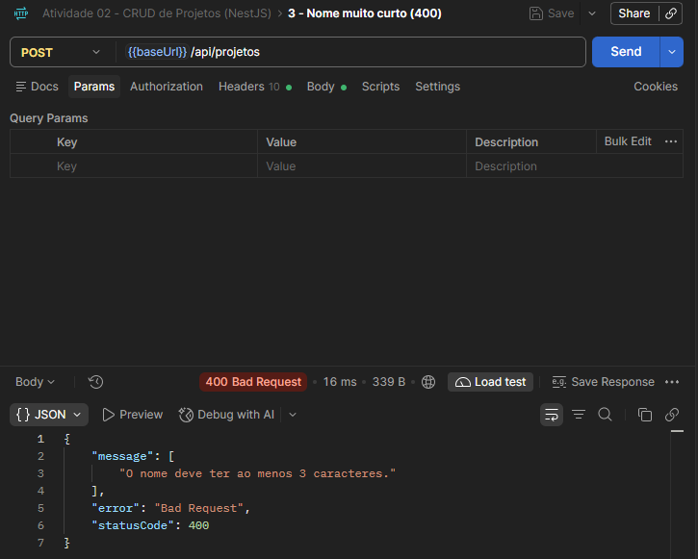 HTTP Atividade 02 - CRUD de Projetos (NestJS) > 3 - Nome muito curto (400) Save Share
POST {{baseUrl}} /api/projetos Send
Docs Params Authorization Headers 10 Body Scripts Settings Cookies
Query Params
Key Value Description Bulk Edit
Key Value Description
Body 400 Bad Request • 16 ms • 339 B Load test e.g. Save Response
{} JSON Preview Debug with AI
1 {
2 "message": [
3 "O nome deve ter ao menos 3 caracteres."
4 ],
5 "error": "Bad Request",
6 "statusCode": 400
7 }